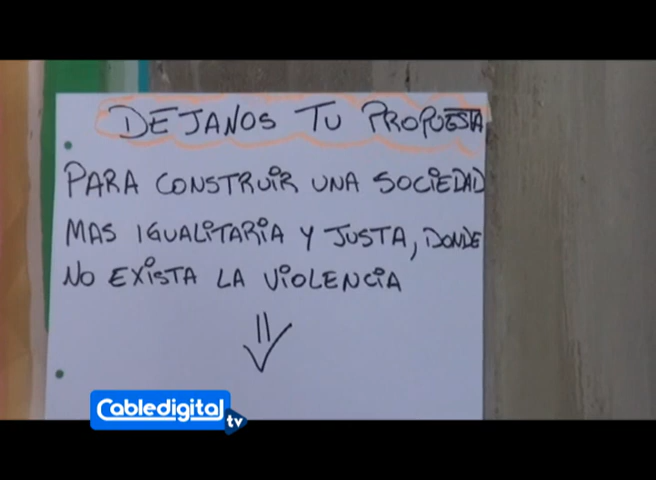 DEJANOS TU PROPUESTA
PARA CONSTRUIR UNA SOCIEDAD
MAS IGUALITARIA Y JUSTA, DONDE
NO EXISTA LA VIOLENCIA
Cabledigital
tv